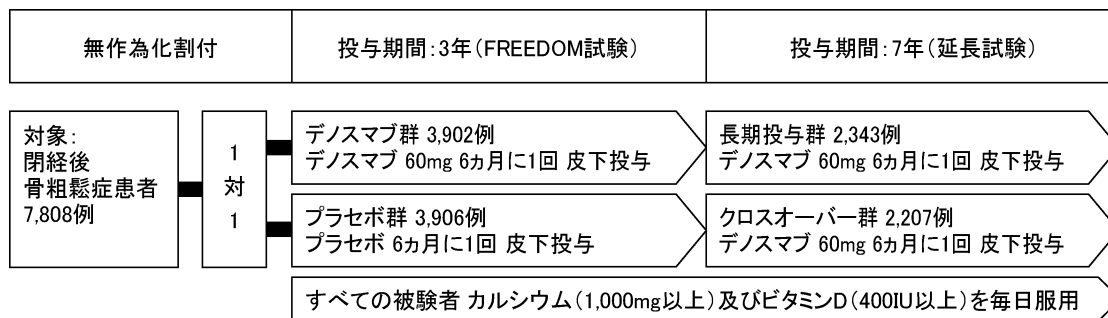 無作為化割付
投与期間:3年(FREEDOM試験)
投与期間:7年(延長試験)
対象:
閉経後
骨粗鬆症患者
7,808例
1
対
1
デノスマブ群 3,902例
デノスマブ 60mg 6ヵ月に1回 皮下投与
長期投与群 2,343例
デノスマブ 60mg 6ヵ月に1回 皮下投与
プラセボ群 3,906例
プラセボ 6ヵ月に1回 皮下投与
クロスオーバー群 2,207例
デノスマブ 60mg 6ヵ月に1回 皮下投与
すべての被験者 カルシウム(1,000mg以上)及びビタミンD(400IU以上)を毎日服用